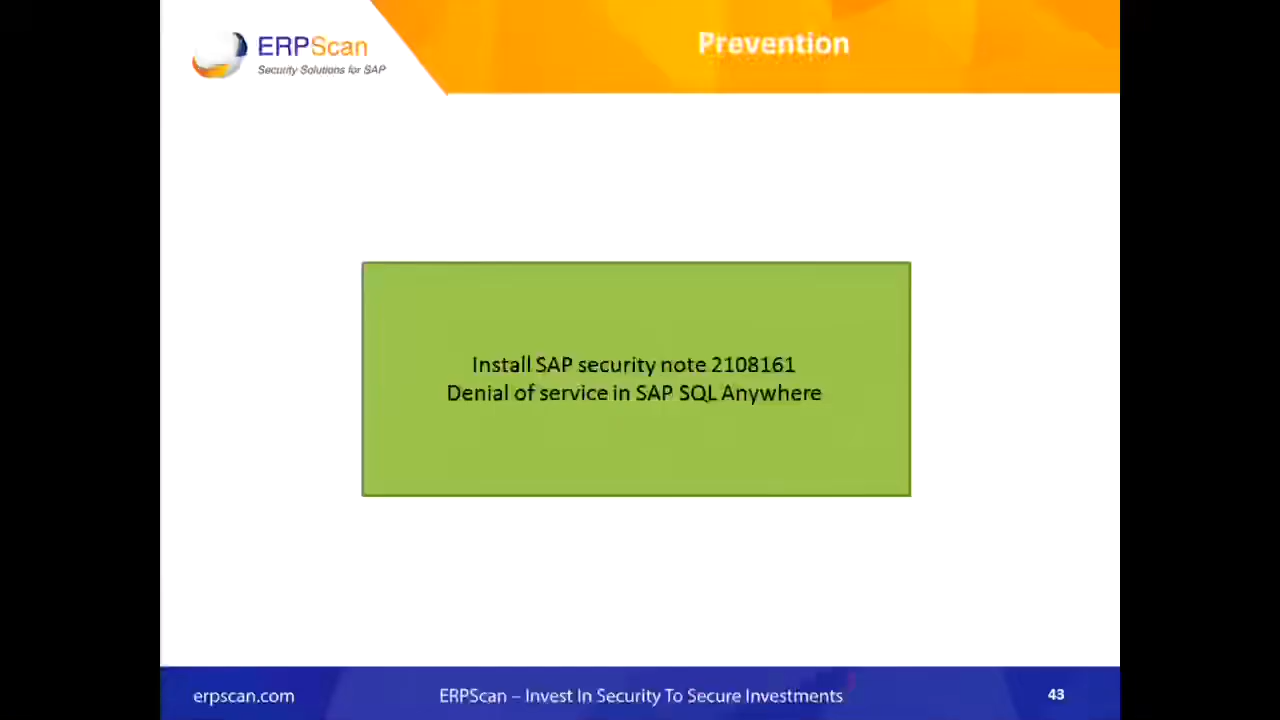 ERPScan
Security Solutions for SAP
Prevention
Install SAP security note 2108161
Denial of service in SAP SQL Anywhere
erpscan.com
ERPScan – Invest In Security To Secure Investments
43